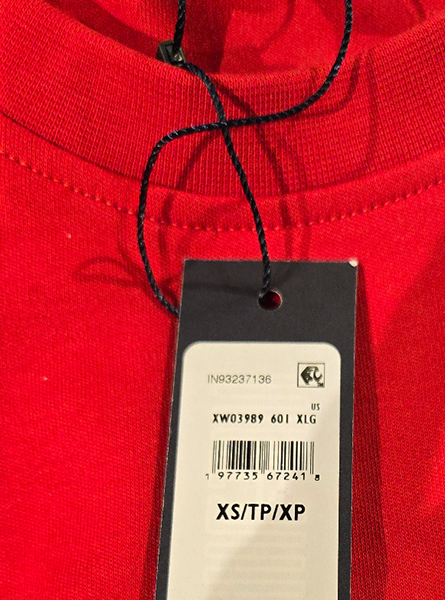 IN93237136
US
XW03989 601 XLG
1 97735 67241 8
XS/TP/XP